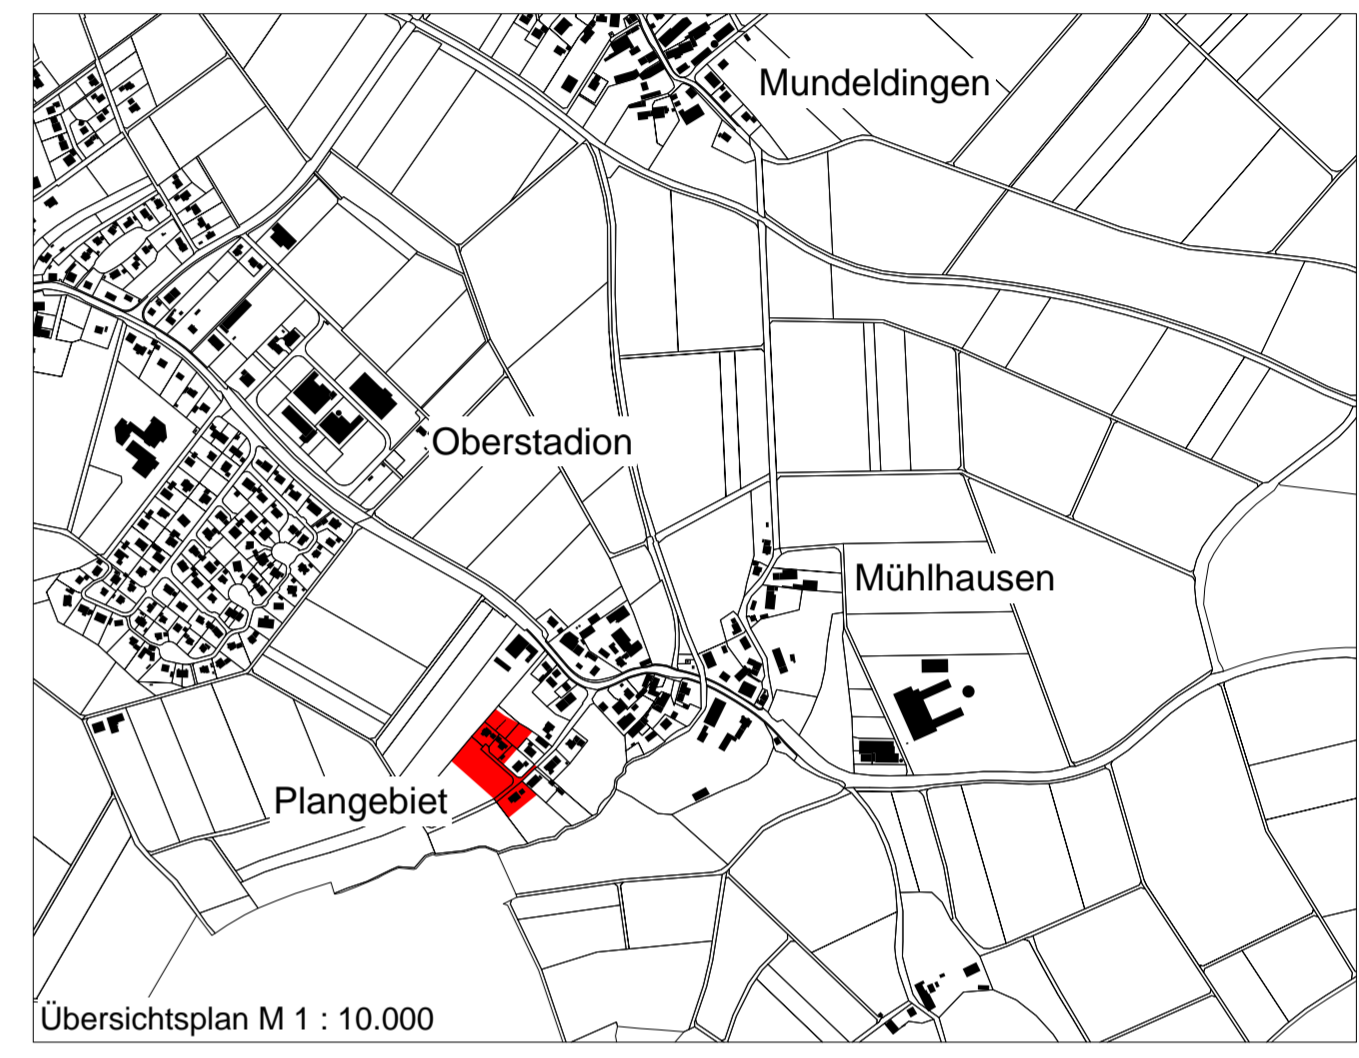 Mundeldingen
Oberstadion
Mühlhausen
Plangebiet
Übersichtsplan M 1 : 10.000